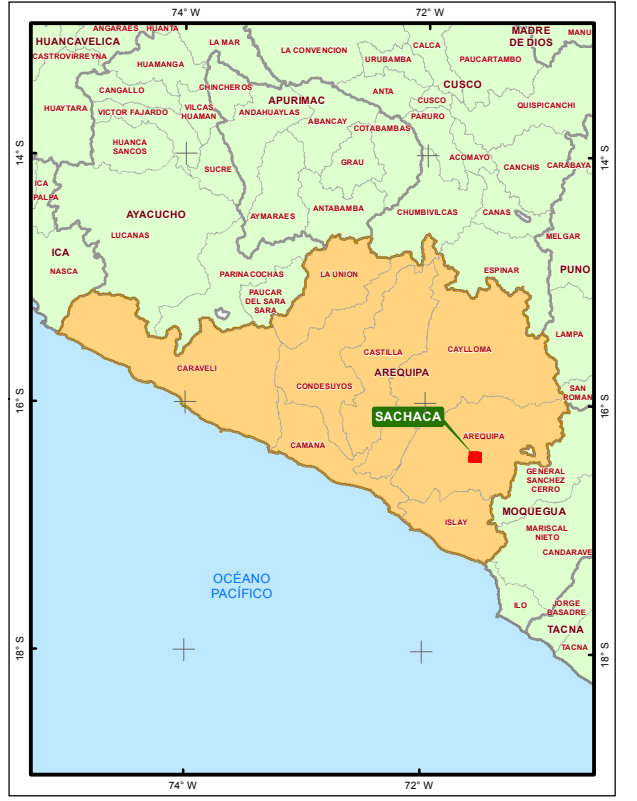 74° W
72° W
ANGARAES
HUANTA
MADRE
DE DIOS
MANU
HUANCAVELICA
LA MAR
LA CONVENCION
CALCA
CASTROVIRREYNA
HUAMANGA
URUBAMBA
PAUCARTAMBO
CANGALLO
CHINCHEROS
APURIMAC
ANTA
CUSCO
HUAYTARA
VICTOR FAJARDO
VILCAS
HUAMAN
ANDAHUAYLAS
ABANCAY
CUSCO
PARURO
QUISPICANCHI
COTABAMBAS
HUANCA
SANCOS
14° S
SUCRE
GRAU
ACOMAYO
CANCHIS
CARABAYA
14° S
ICA
PALPA
AYACUCHO
LUCANAS
AYMARAES
ANTABAMBA
CHUMBIVILCAS
CANAS
MELGAR
ICA
NASCA
PARINACOCHAS
LA UNION
ESPINAR
PUNO
PAUCAR
DEL SARA
SARA
LAMPA
CARAVELI
CASTILLA
CAYLLOMA
AREQUIPA
CONDESUYOS
SAN
ROMAN
16° S
16° S
SACHACA
CAMANA
AREQUIPA
GENERAL
SANCHEZ
CERRO
ISLAY
MOQUEGUA
MARISCAL
NIETO
CANDARAVE
OCÉANO
PACÍFICO
ILO
JORGE
BASADRE
TACNA
TACNA
18° S
18° S
74° W
72° W